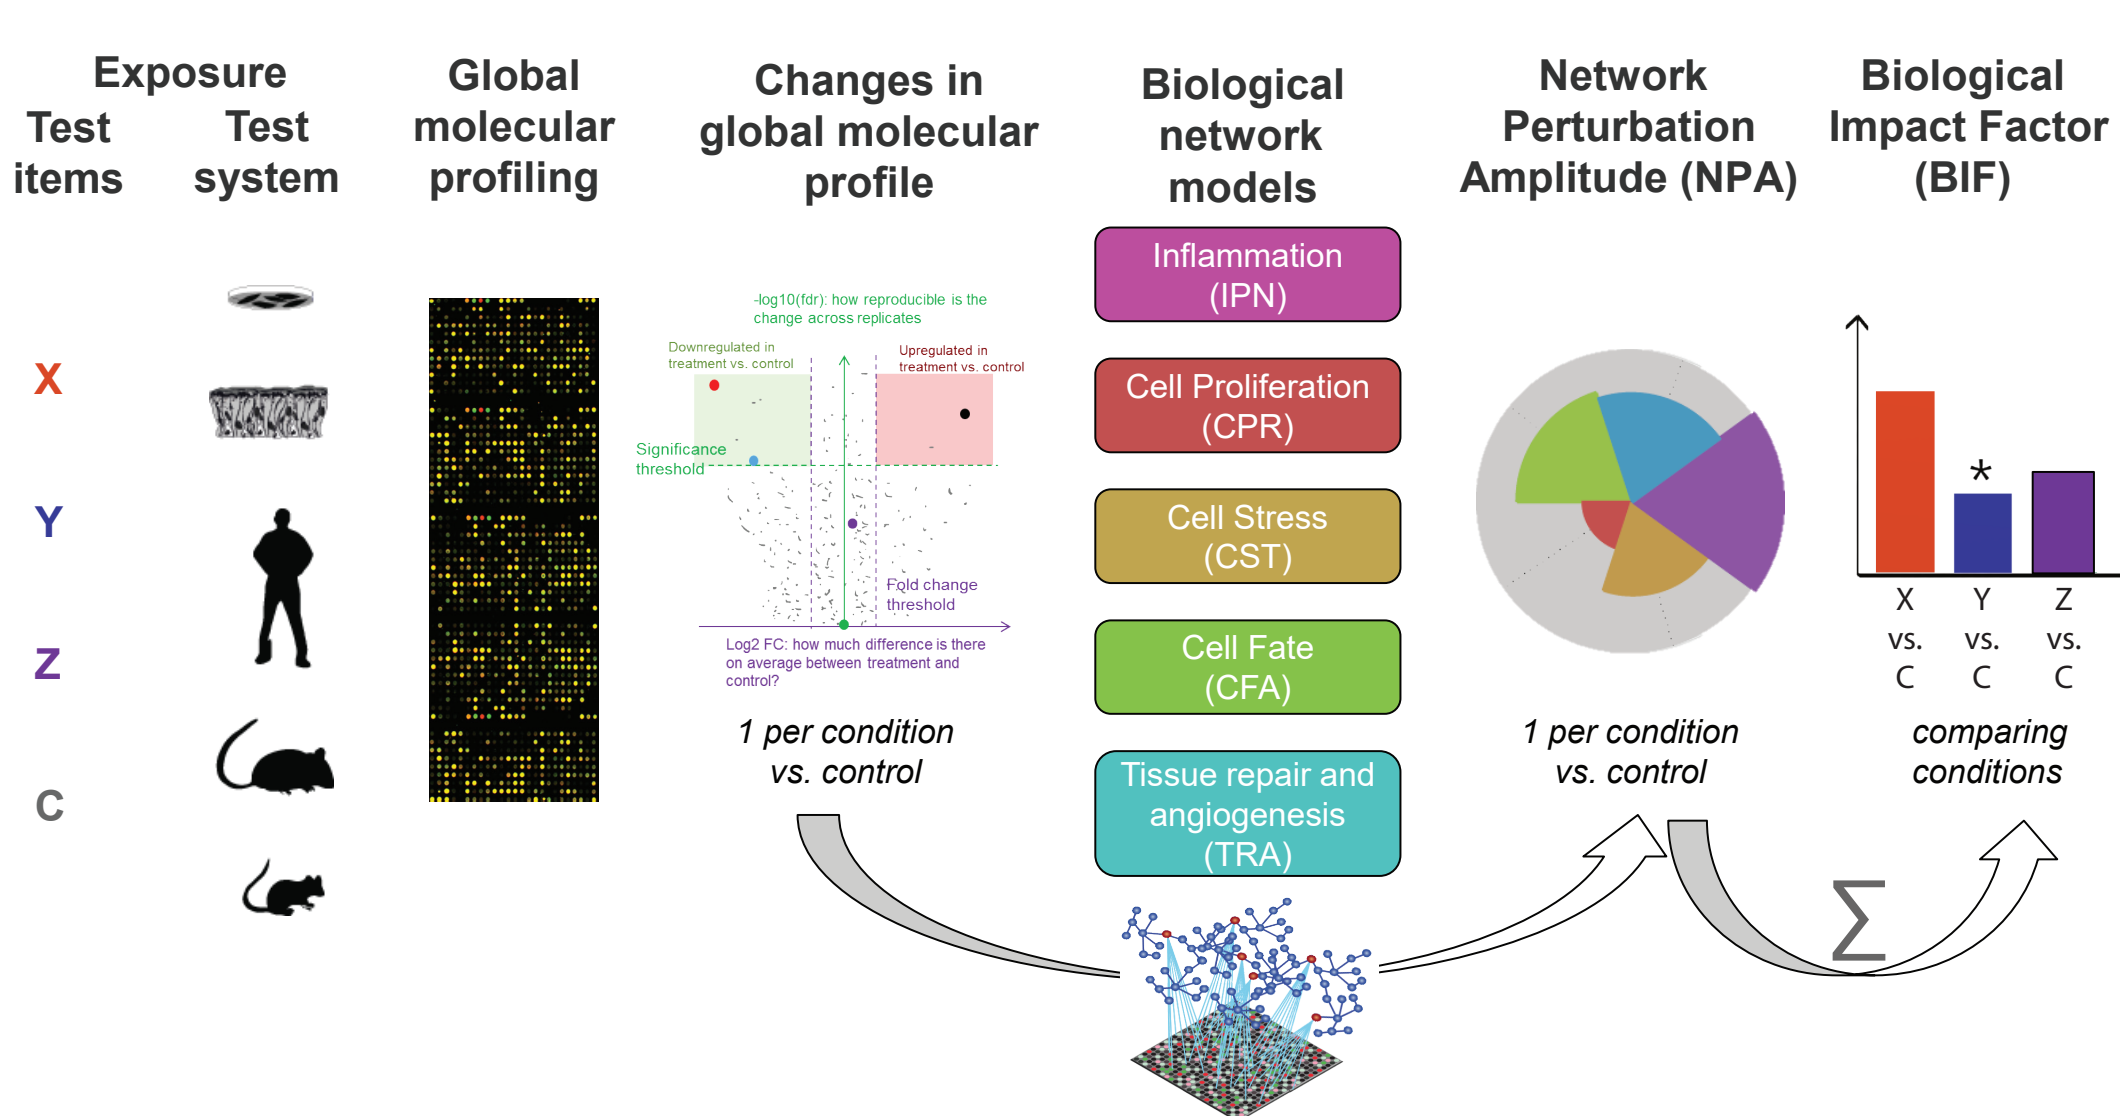 Exposure
Test
items
Test
system
Global
molecular
profiling
Changes in
global molecular
profile
Biological
network
models
Network
Perturbation
Amplitude (NPA)
Biological
Impact Factor
(BIF)
X
Y
Z
C
-log10(fdr): how reproducible is the
change across replicates
Downregulated in
treatment vs. control
Upregulated in
treatment vs. control
Significance
threshold
Fold change
threshold
Log2 FC: how much difference is there
on average between treatment and
control?
1 per condition
vs. control
Inflammation
(IPN)
Cell Proliferation
(CPR)
Cell Stress
(CST)
Cell Fate
(CFA)
Tissue repair and
angiogenesis
(TRA)
1 per condition
vs. control
*
X
vs.
C
Y
vs.
C
Z
vs.
C
comparing
conditions
∑